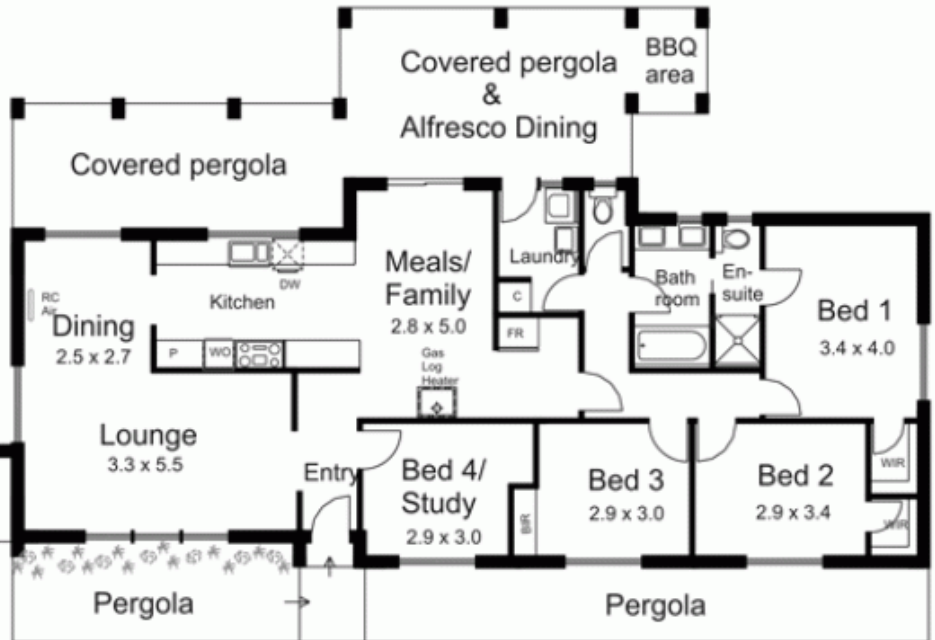 BBQ
area
Covered pergola
&
Alfresco Dining
Covered pergola
Laundry
Meals/
Family
2.8 x 5.0
DW
Kitchen
RC
Air
Dining
2.5 x 2.7
P
WO
C
FR
Bath
room
En-
suite
Bed 1
3.4 x 4.0
Gas
Log
Heater
Lounge
3.3 x 5.5
Entry
Bed 4/
Study
2.9 x 3.0
BIR
Bed 3
2.9 x 3.0
Bed 2
2.9 x 3.4
WIR
WIR
Pergola
Pergola